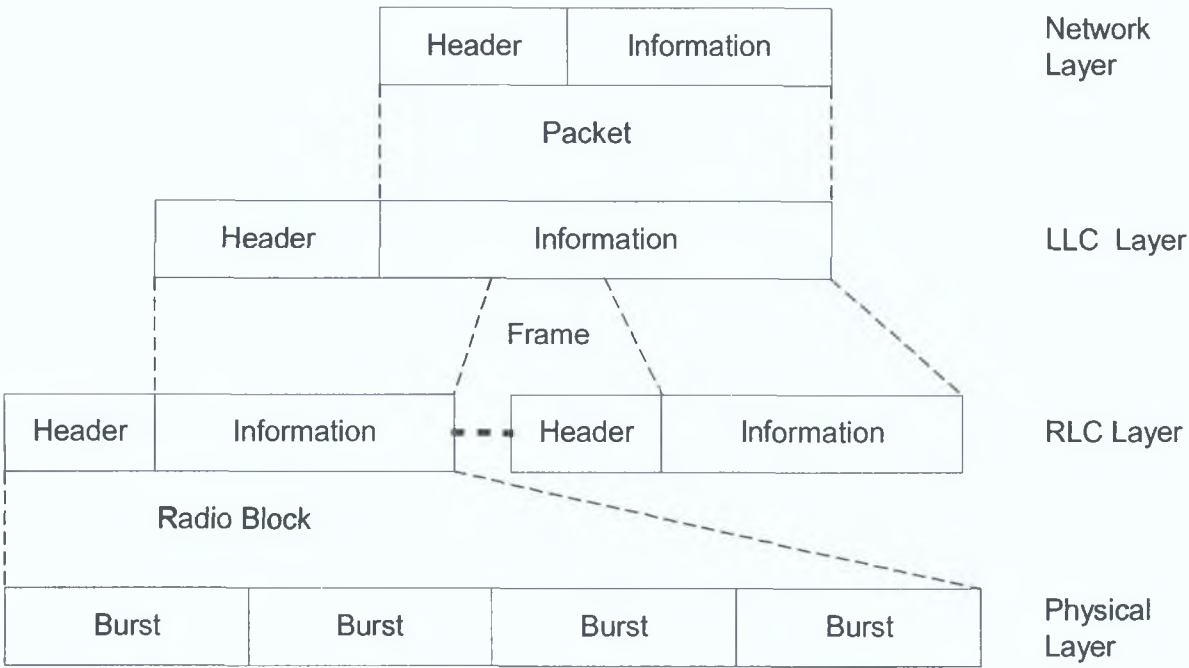 Header Information Network
Layer
Packet
Header Information LLC Layer
Frame
Header Information Header Information RLC Layer
Radio Block
Burst Burst Burst Burst Physical
Layer